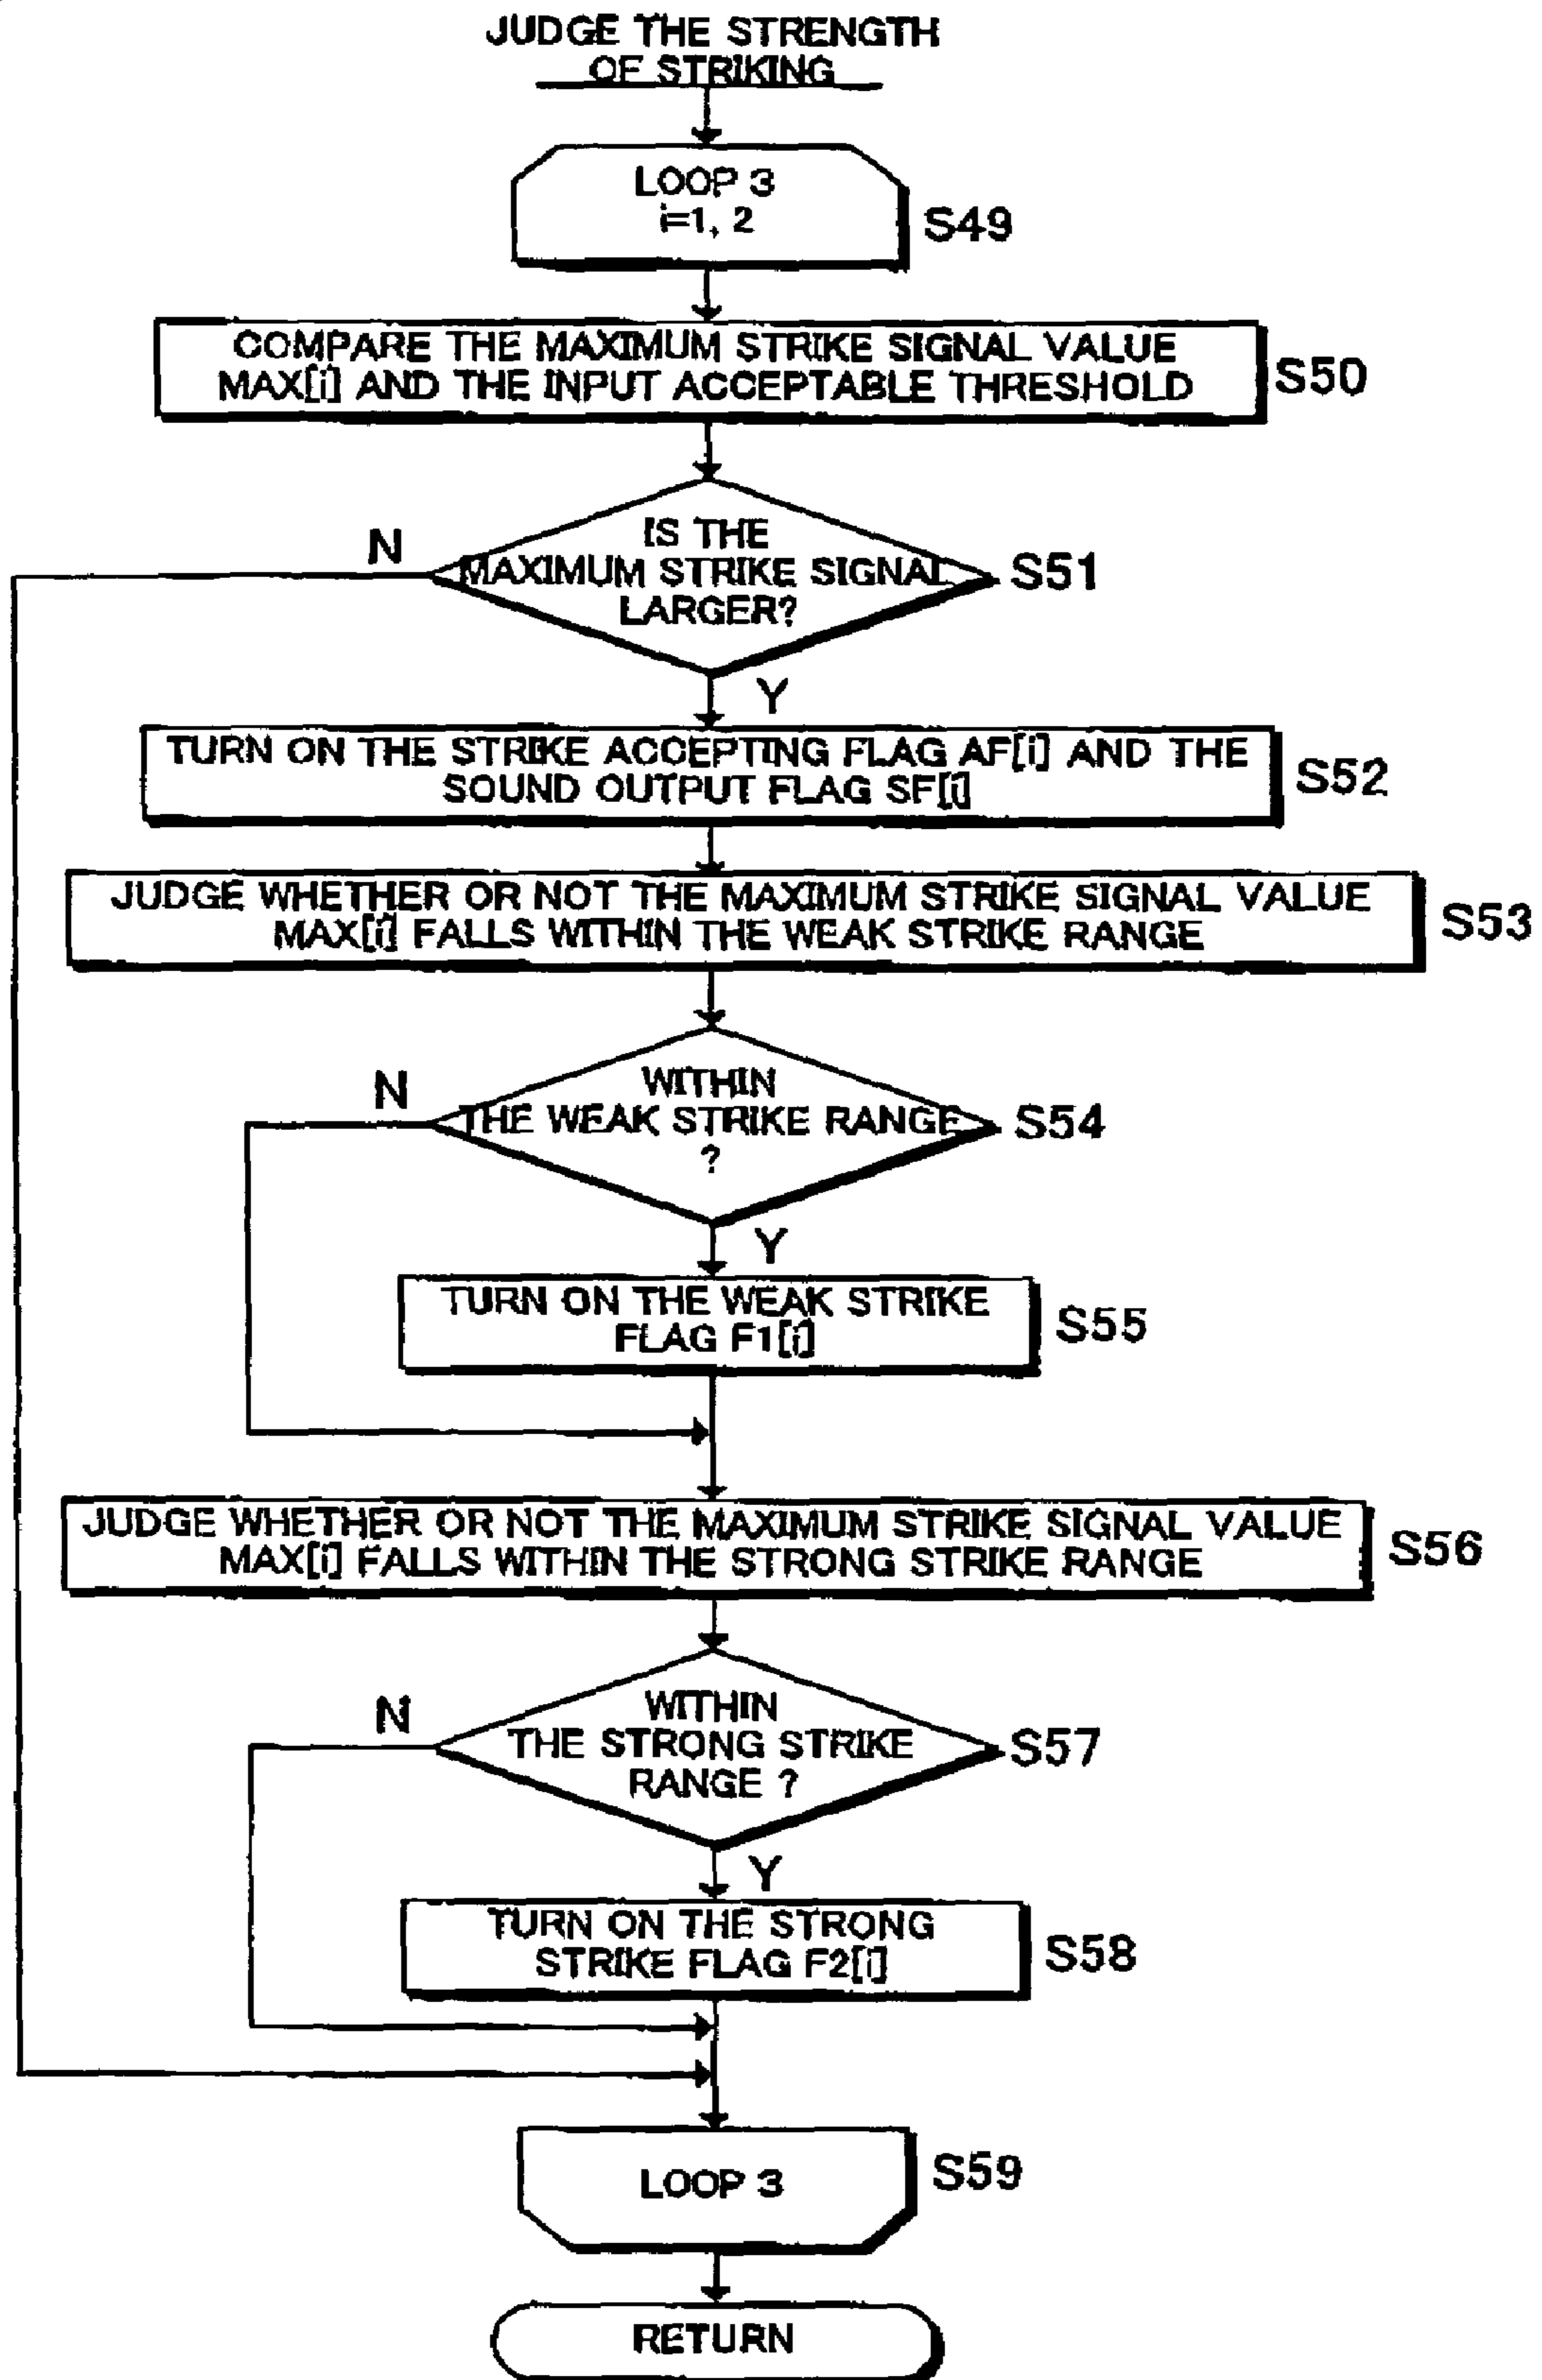 JUDGE THE STRENGTH
OF STRIKING
LOOP 3
i=1, 2
S49
COMPARE THE MAXIMUM STRIKE SIGNAL VALUE
MAX[i] AND THE INPUT ACCEPTABLE THRESHOLD
S50
IS THE
MAXIMUM STRIKE SIGNAL
LARGER?
N
S51
Y
TURN ON THE STRIKE ACCEPTING FLAG AF[i] AND THE
SOUND OUTPUT FLAG SF[i]
S52
JUDGE WHETHER OR NOT THE MAXIMUM STRIKE SIGNAL VALUE
MAX[i] FALLS WITHIN THE WEAK STRIKE RANGE
S53
WITHIN
THE WEAK STRIKE RANGE
?
N
S54
Y
TURN ON THE WEAK STRIKE
FLAG F1[i]
S55
JUDGE WHETHER OR NOT THE MAXIMUM STRIKE SIGNAL VALUE
MAX[i] FALLS WITHIN THE STRONG STRIKE RANGE
S56
WITHIN
THE STRONG STRIKE
RANGE ?
N
S57
Y
TURN ON THE STRONG
STRIKE FLAG F2[i]
S58
LOOP 3
S59
RETURN